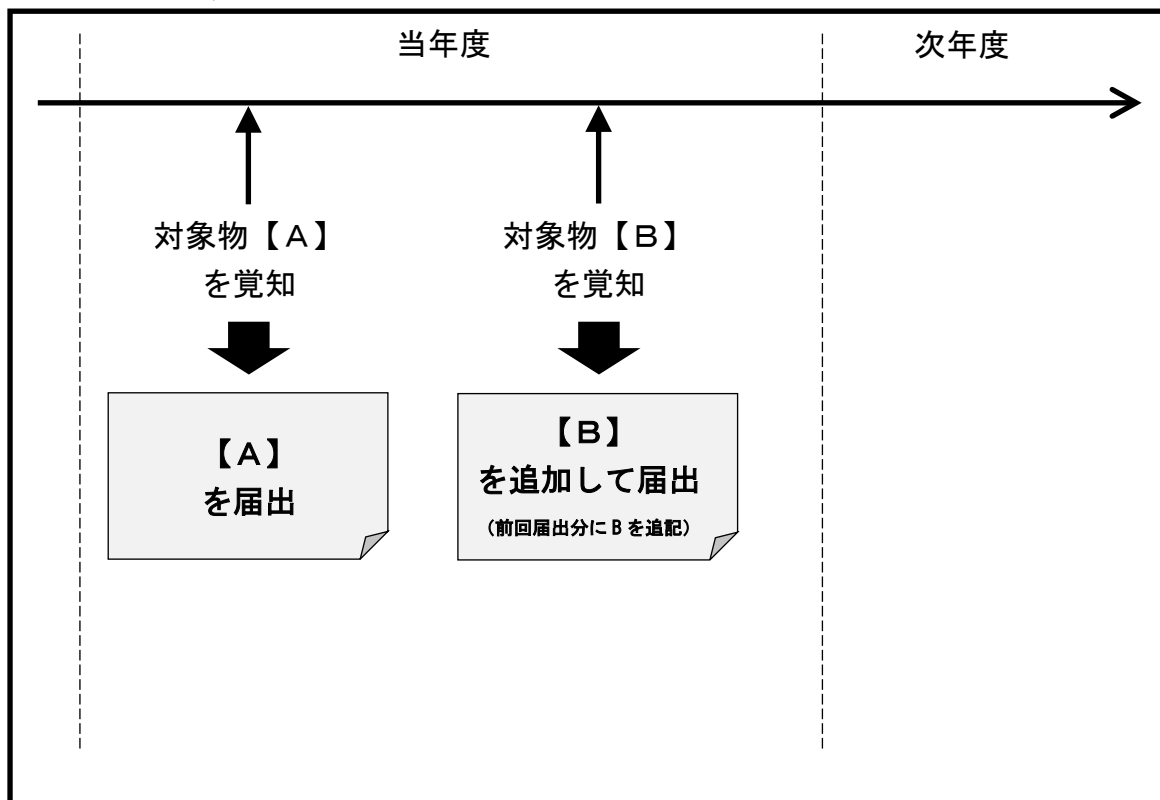 当年度
次年度
対象物【A】
を覚知
対象物【B】
を覚知
【A】
を届出
【B】
を追加して届出
（前回届出分に B を追記）